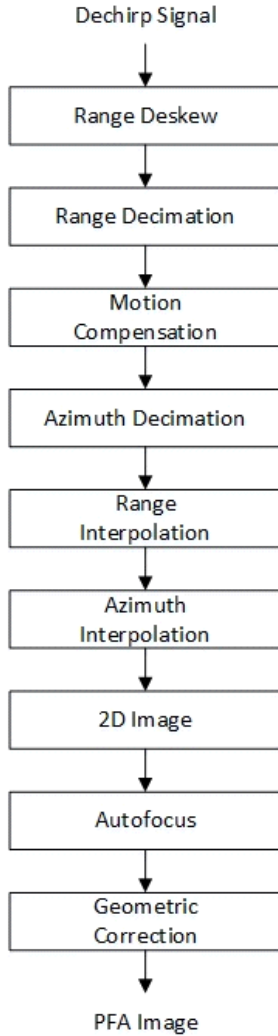 Dechirp Signal
Range Deskew
Range Decimation
Motion
Compensation
Azimuth Decimation
Range
Interpolation
Azimuth
Interpolation
2D Image
Autofocus
Geometric
Correction
PFA Image